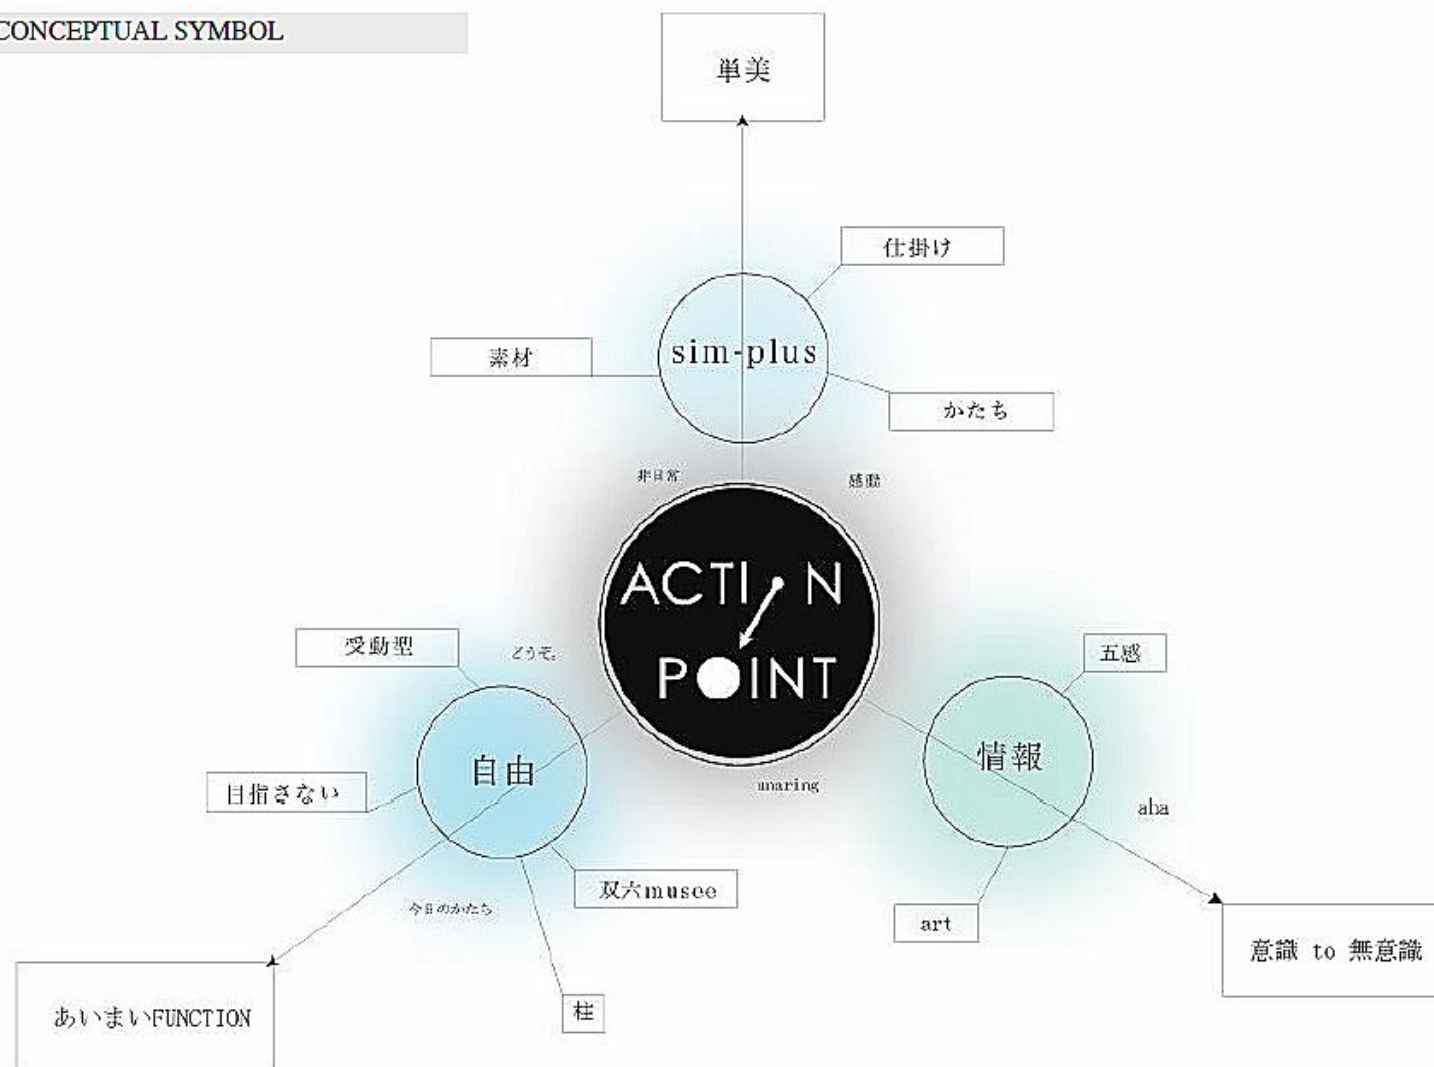 CONCEPTUAL SYMBOL
単美
仕掛け
sim-plus
素材
かたち
非日常
感動
ACTION
POINT
受動型
どうぞ。
五感
自由
情報
目指さない
unaring
aha
双六musee
今日のかたち
art
意識 to 無意識
柱
あいまいFUNCTION